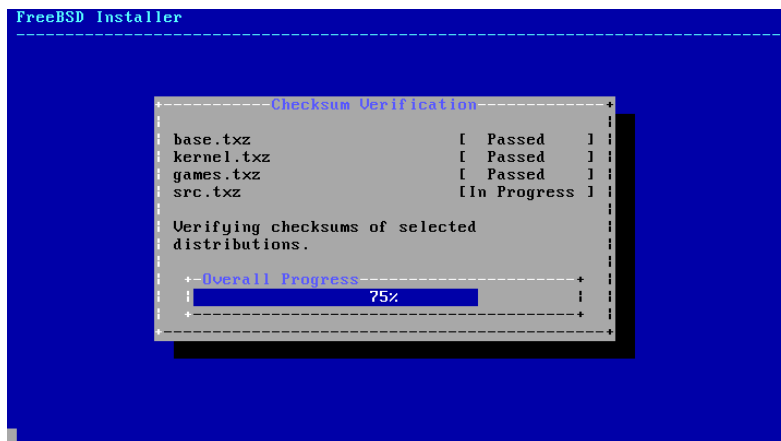 FreeBSD Installer
Checksum Verification
base.txz [ Passed ]
kernel.txz [ Passed ]
games.txz [ Passed ]
src.txz [In Progress ]
Verifying checksums of selected
distributions.
Overall Progress
75%